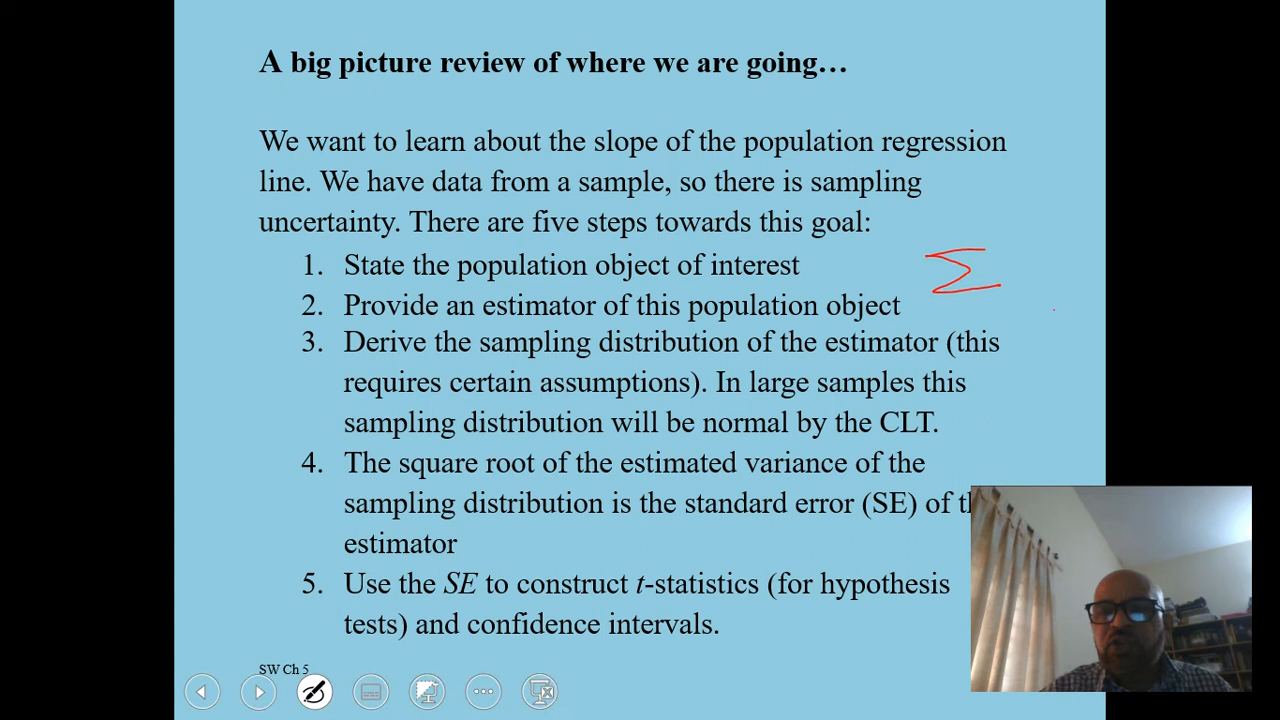 A big picture review of where we are going…
We want to learn about the slope of the population regression
line. We have data from a sample, so there is sampling
uncertainty. There are five steps towards this goal:
1. State the population object of interest
Σ
2. Provide an estimator of this population object
3. Derive the sampling distribution of the estimator (this
requires certain assumptions). In large samples this
sampling distribution will be normal by the CLT.
4. The square root of the estimated variance of the
sampling distribution is the standard error (SE) of
estimator
5. Use the SE to construct t-statistics (for hypothesis
tests) and confidence intervals.
SW Ch 5